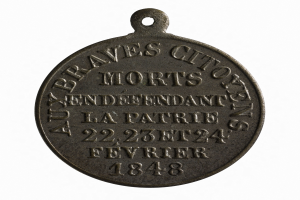 AUX BRAVES CITOYENS
MORTS
EN DÉFENDANT
LA PATRIE
22, 23 ET 24
FÉVRIER
1848